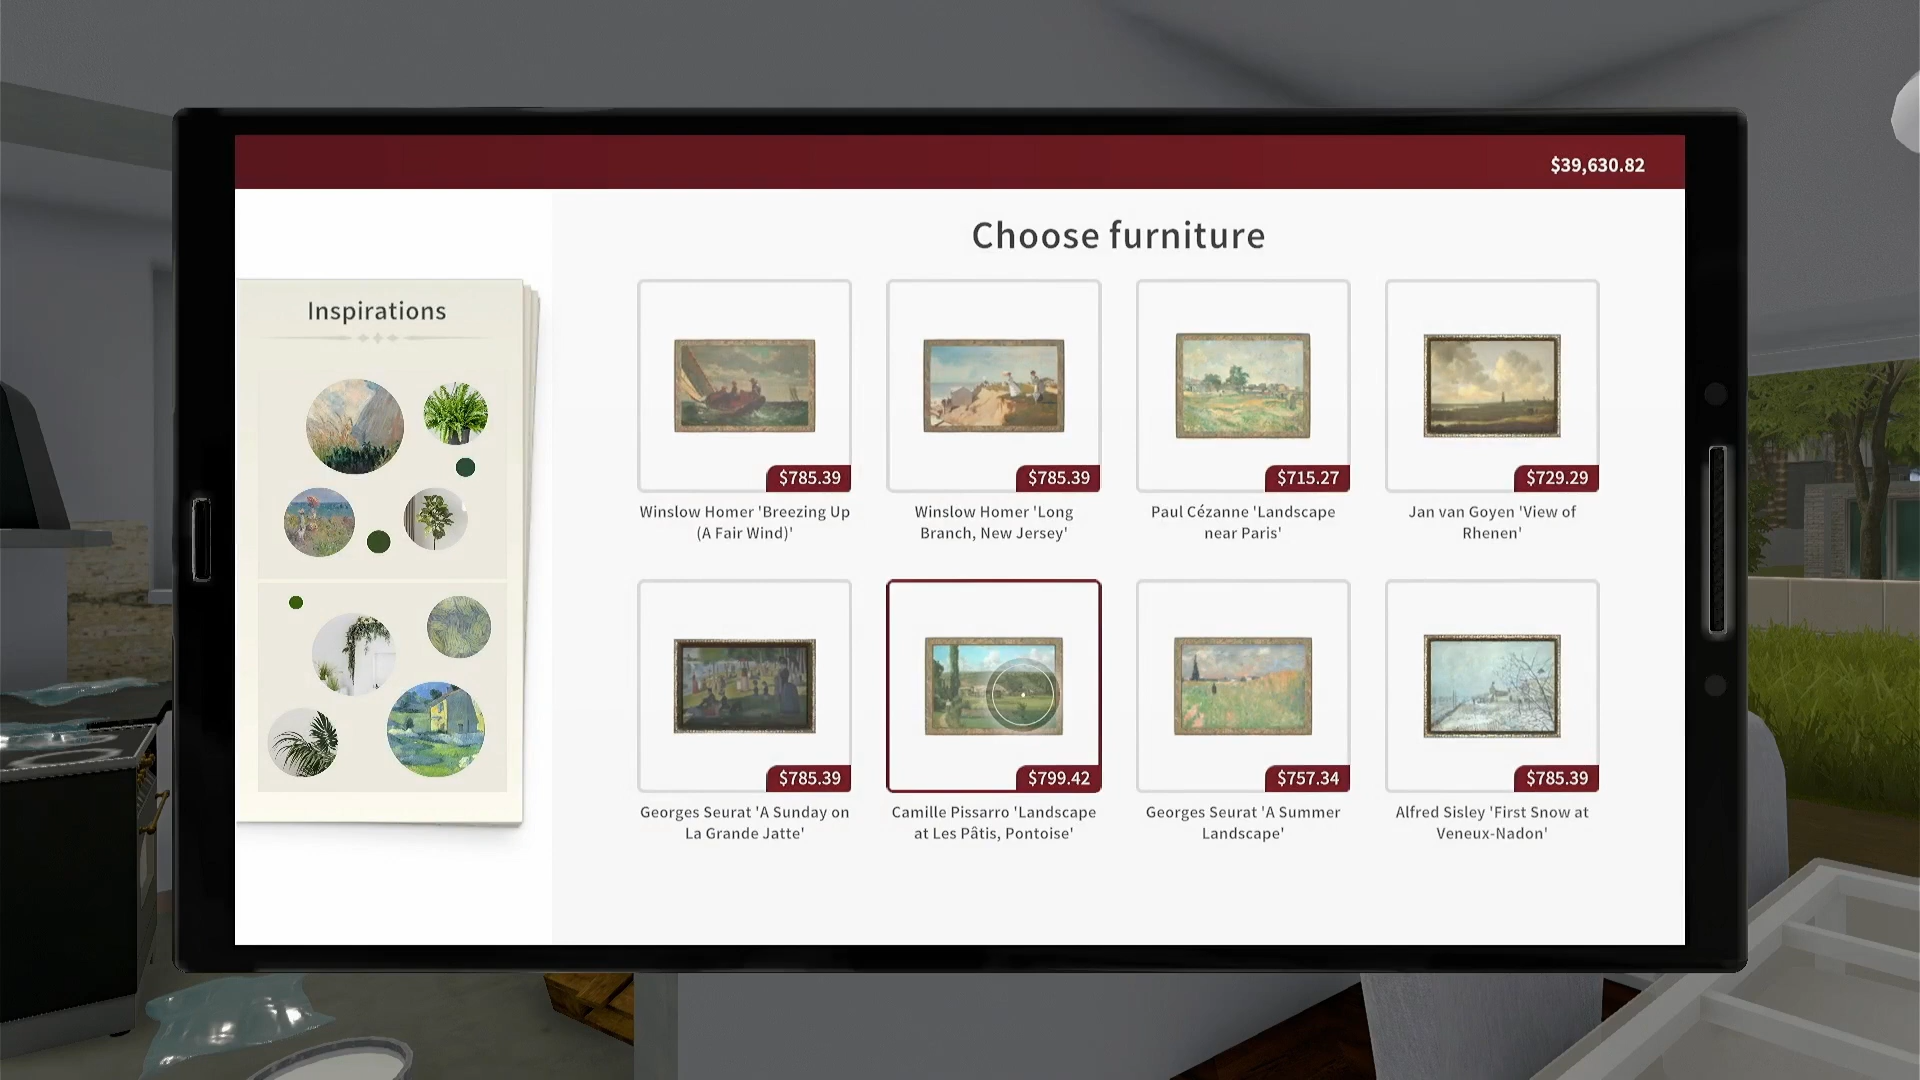 $39,630.82
Choose furniture
Inspirations
$785.39
$785.39
$715.27
$729.29
Winslow Homer 'Breezing Up
(A Fair Wind)'
Winslow Homer 'Long
Branch, New Jersey'
Paul Cézanne 'Landscape
near Paris'
Jan van Goyen 'View of
Rhenen'
$785.39
$799.42
$757.34
$785.39
Georges Seurat 'A Sunday on
La Grande Jatte'
Camille Pissarro 'Landscape
at Les Pâtis, Pontoise'
Georges Seurat 'A Summer
Landscape'
Alfred Sisley 'First Snow at
Veneux-Nadon'